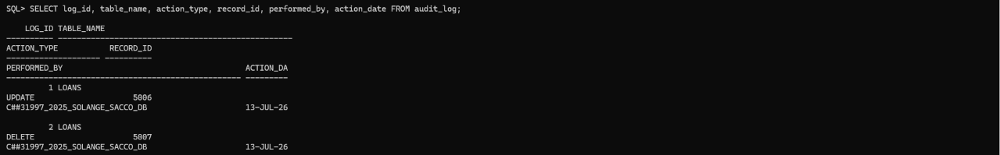 SQL> SELECT log_id, table_name, action_type, record_id, performed_by, action_date FROM audit_log;
LOG_ID TABLE_NAME
---------- --------------------------------------------------
ACTION_TYPE RECORD_ID
-------------------- ----------
PERFORMED_BY ACTION_DA
-------------------------------------------------- ---------
1 LOANS
UPDATE 5006
C##31997_2025_SOLANGE_SACCO_DB 13-JUL-26
2 LOANS
DELETE 5007
C##31997_2025_SOLANGE_SACCO_DB 13-JUL-26